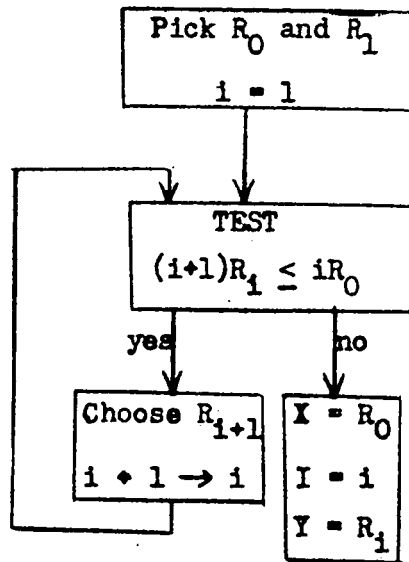 Pick R₀ and R₁
i = 1
TEST
(i+1)Rᵢ ≤ iR₀
yes
no
Choose Rᵢ₊₁
i + 1 → i
X = R₀
I = i
Y = Rᵢ